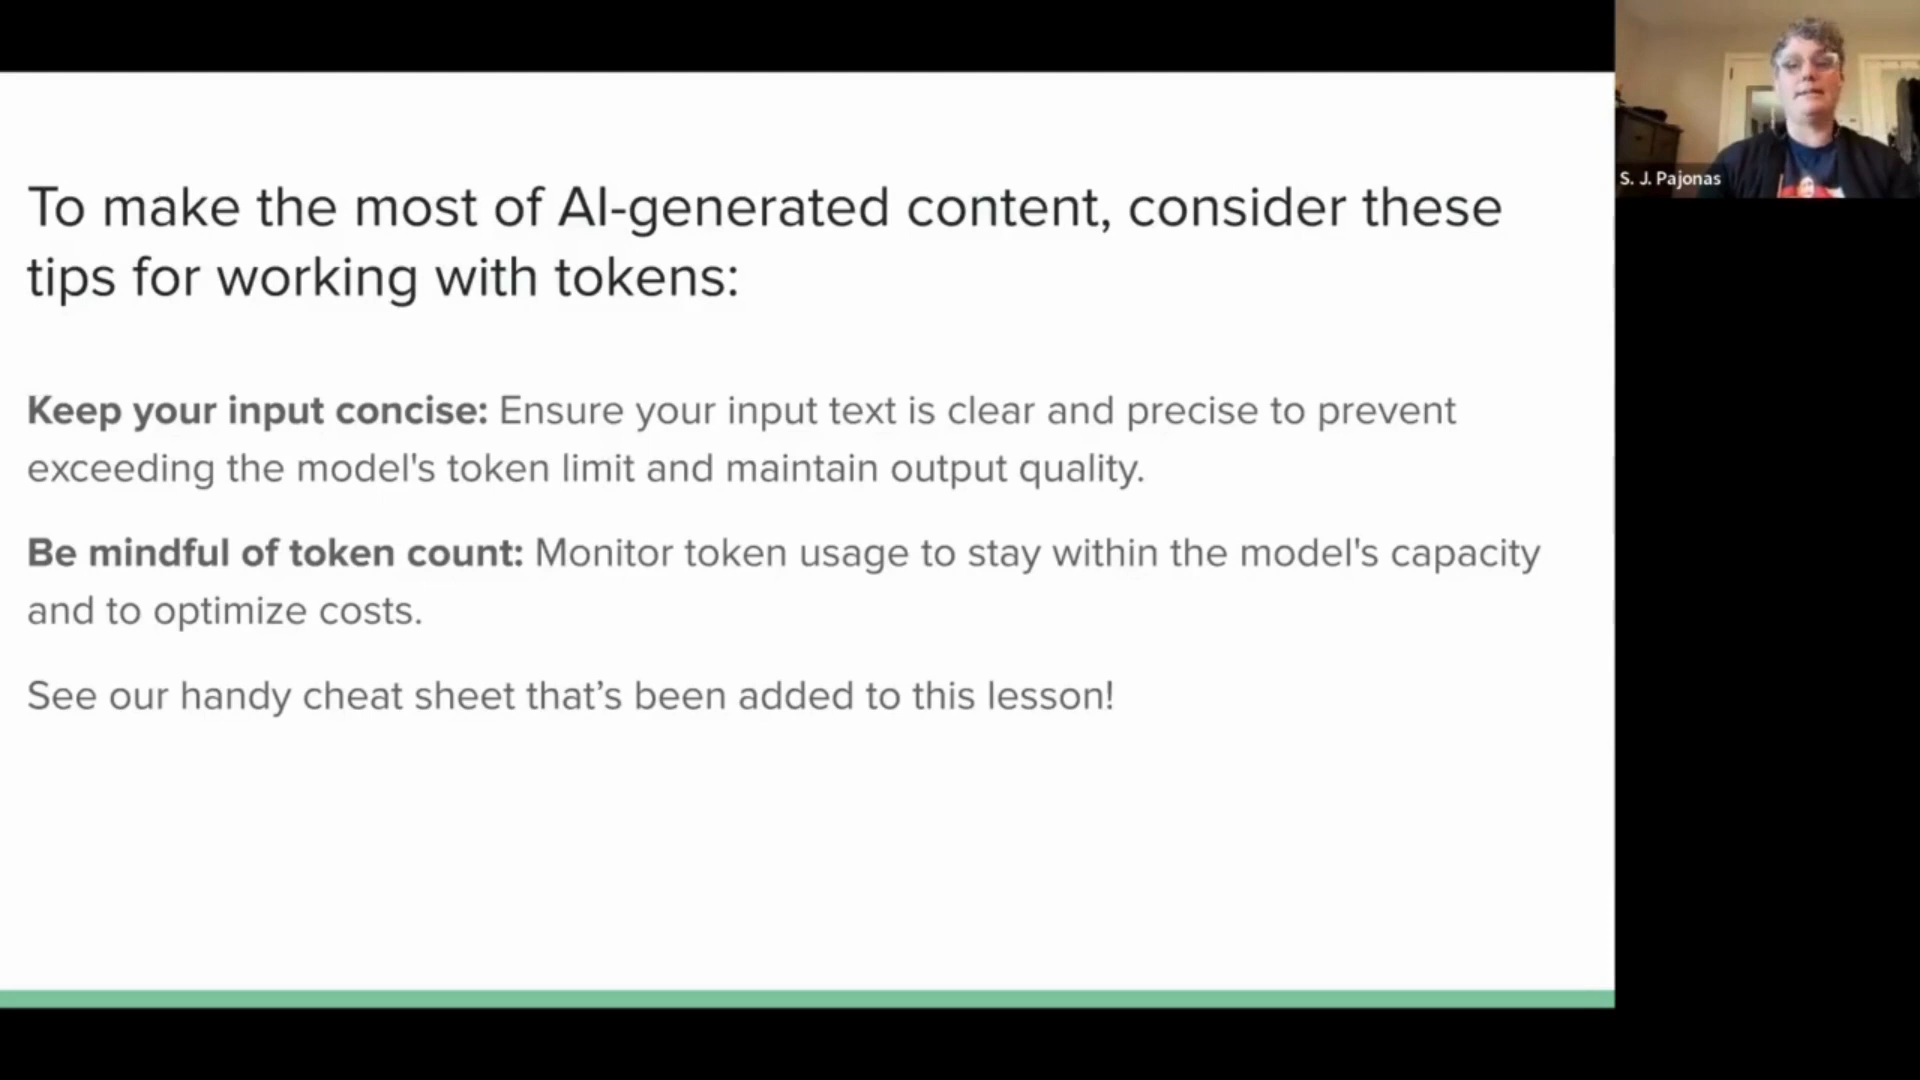 To make the most of AI-generated content, consider these
tips for working with tokens:
Keep your input concise: Ensure your input text is clear and precise to prevent
exceeding the model's token limit and maintain output quality.
Be mindful of token count: Monitor token usage to stay within the model's capacity
and to optimize costs.
See our handy cheat sheet that’s been added to this lesson!
S. J. Pajonas